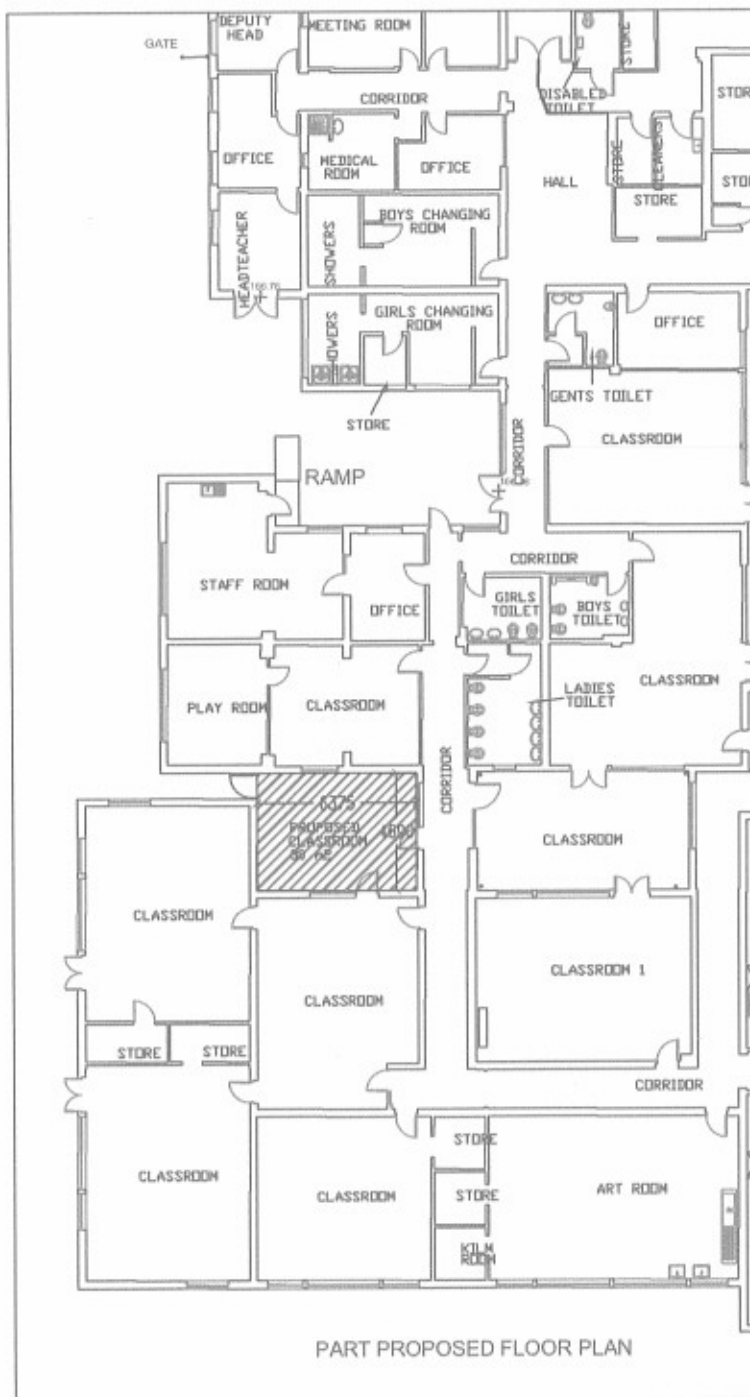 DEPUTY
HEAD
MEETING ROOM
GATE
STORE
DISABLED
TOILET
CORRIDOR
STORE
OFFICE
MEDICAL
ROOM
OFFICE
HALL
STORE
CLEANERS
STORE
HEADTEACHER
SHOWERS
BOYS CHANGING
ROOM
SHOWERS
GIRLS CHANGING
ROOM
OFFICE
GENTS TOILET
STORE
CORRIDOR
CLASSROOM
RAMP
CORRIDOR
STAFF ROOM
OFFICE
GIRLS
TOILET
BOYS
TOILET
PLAY ROOM
CLASSROOM
LADIES
TOILET
CLASSROOM
CORRIDOR
6375
PROPOSED
CLASSROOM
CLASSROOM
CLASSROOM
CLASSROOM 1
CLASSROOM
STORE
STORE
CORRIDOR
CLASSROOM
CLASSROOM
STORE
STORE
KILN
ROOM
ART ROOM
PART PROPOSED FLOOR PLAN